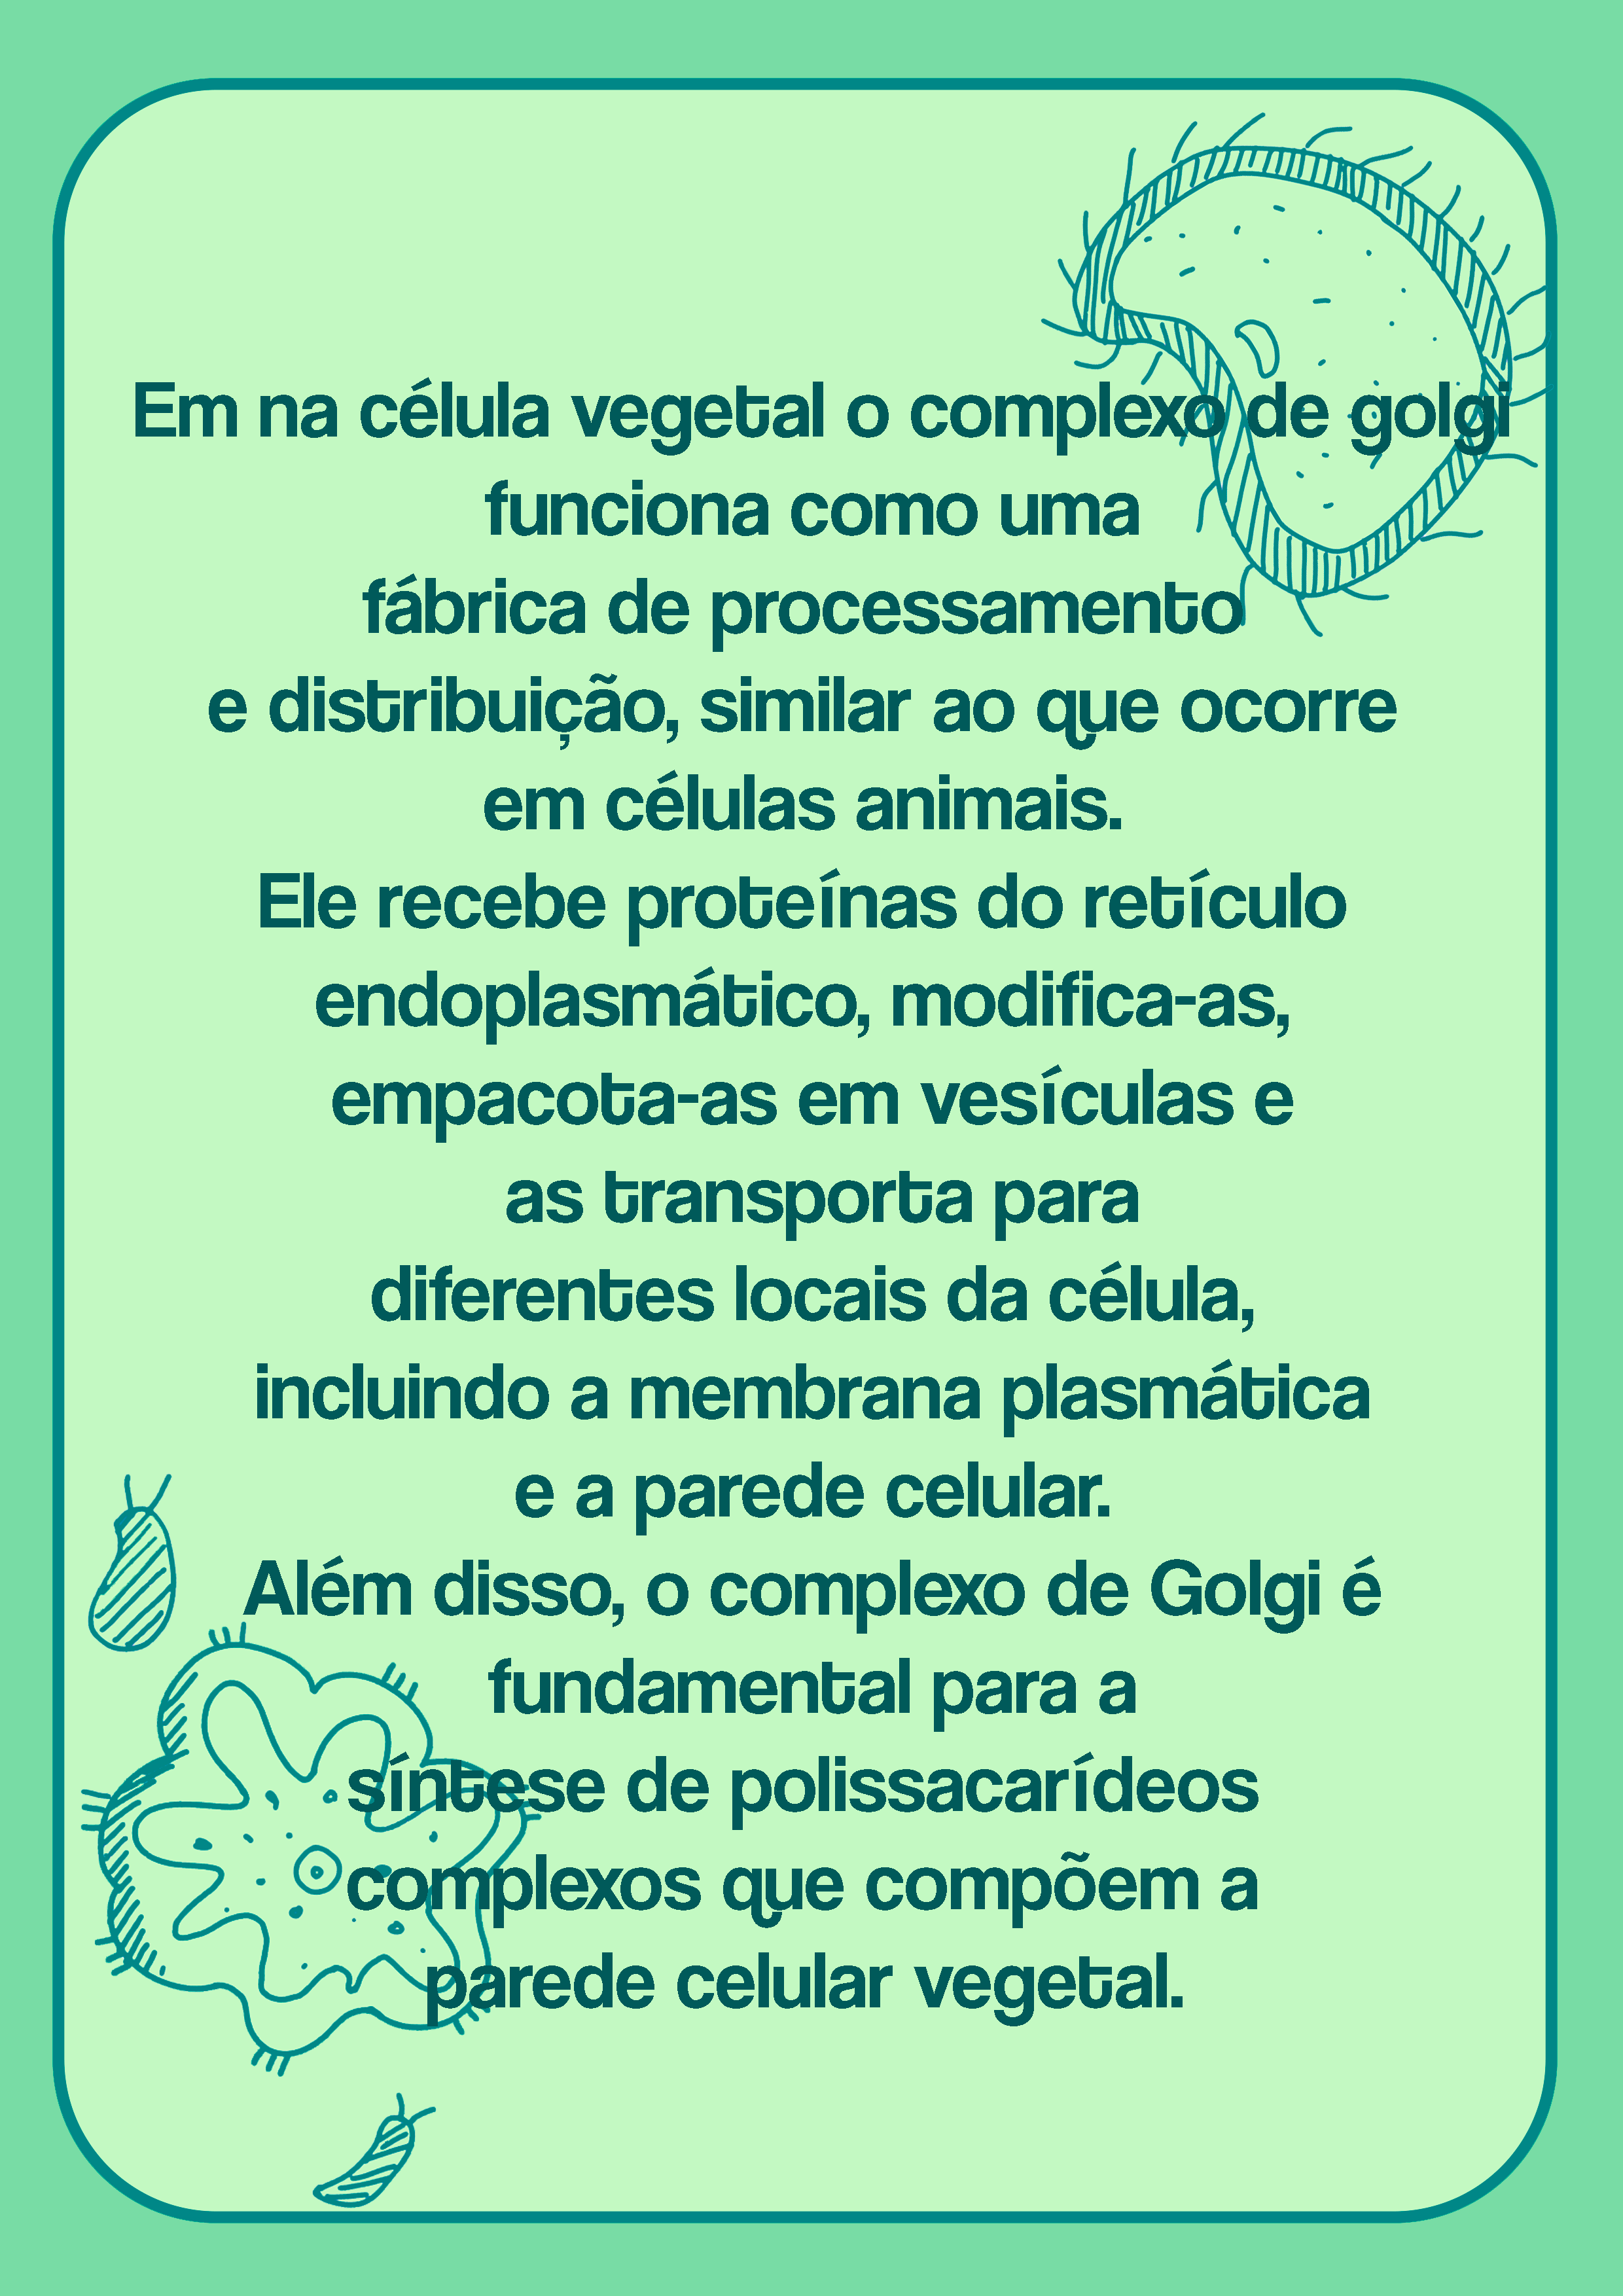 Em na célula vegetal o complexo de golgi
funciona como uma
fábrica de processamento
e distribuição, similar ao que ocorre
em células animais.
Ele recebe proteínas do retículo
endoplasmático, modifica-as,
empacota-as em vesículas e
as transporta para
diferentes locais da célula,
incluindo a membrana plasmática
e a parede celular.
Além disso, o complexo de Golgi é
fundamental para a
síntese de polissacarídeos
complexos que compõem a
parede celular vegetal.